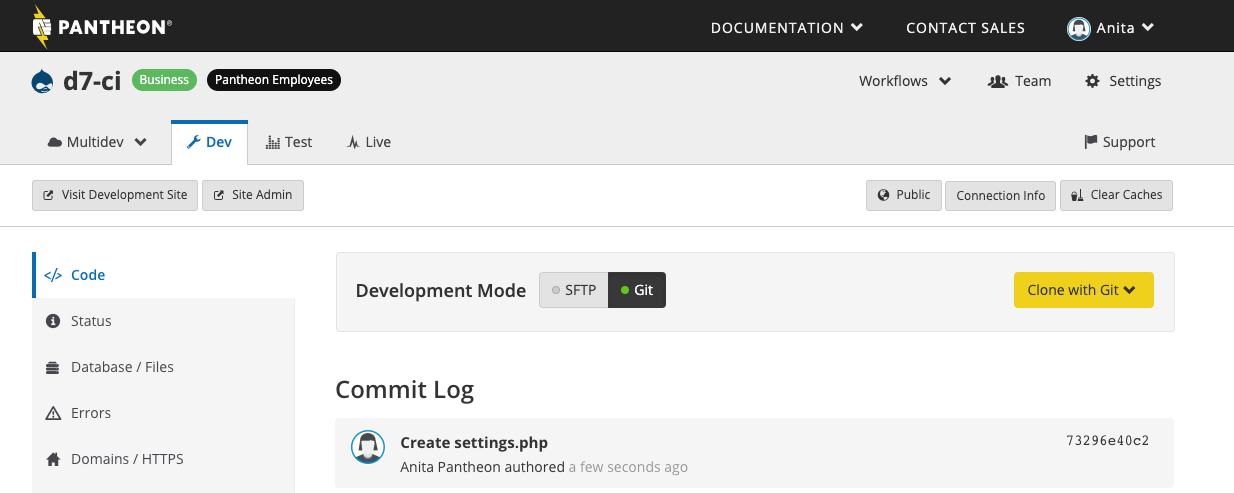 PANTHEON®
DOCUMENTATION
CONTACT SALES
Anita
d7-ci
Business
Pantheon Employees
Workflows
Team
Settings
Multidev
Dev
Test
Live
Support
Visit Development Site
Site Admin
Public
Connection Info
Clear Caches
</> Code
Status
Database / Files
Errors
Domains / HTTPS
Development Mode
SFTP
Git
Clone with Git
Commit Log
Create settings.php
73296e40c2
Anita Pantheon authored a few seconds ago